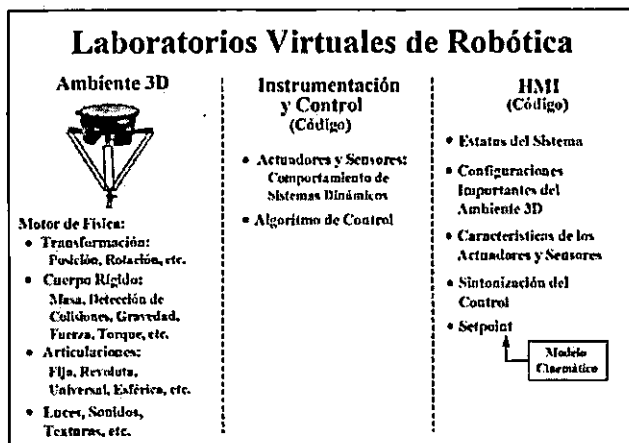 Laboratorios Virtuales de Robótica
Ambiente 3D
Motor de Física:
• Transformación:
Posición, Rotación, etc.
• Cuerpo Rígido:
Masa, Detección de
Colisiones, Gravedad,
Fuerza, Torque, etc.
• Articulaciones:
Fija, Revoluta,
Universal, Esférica, etc.
• Luces, Sonidos,
Texturas, etc.
Instrumentación
y Control
(Código)
• Actuadores y Sensores:
Comportamiento de
Sistemas Dinámicos
• Algoritmo de Control
HMI
(Código)
• Estatus del Sistema
• Configuraciones
Importantes del
Ambiente 3D
• Características de los
Actuadores y Sensores
• Sintonización del
Control
• Setpoint
Modelo
Cinemático